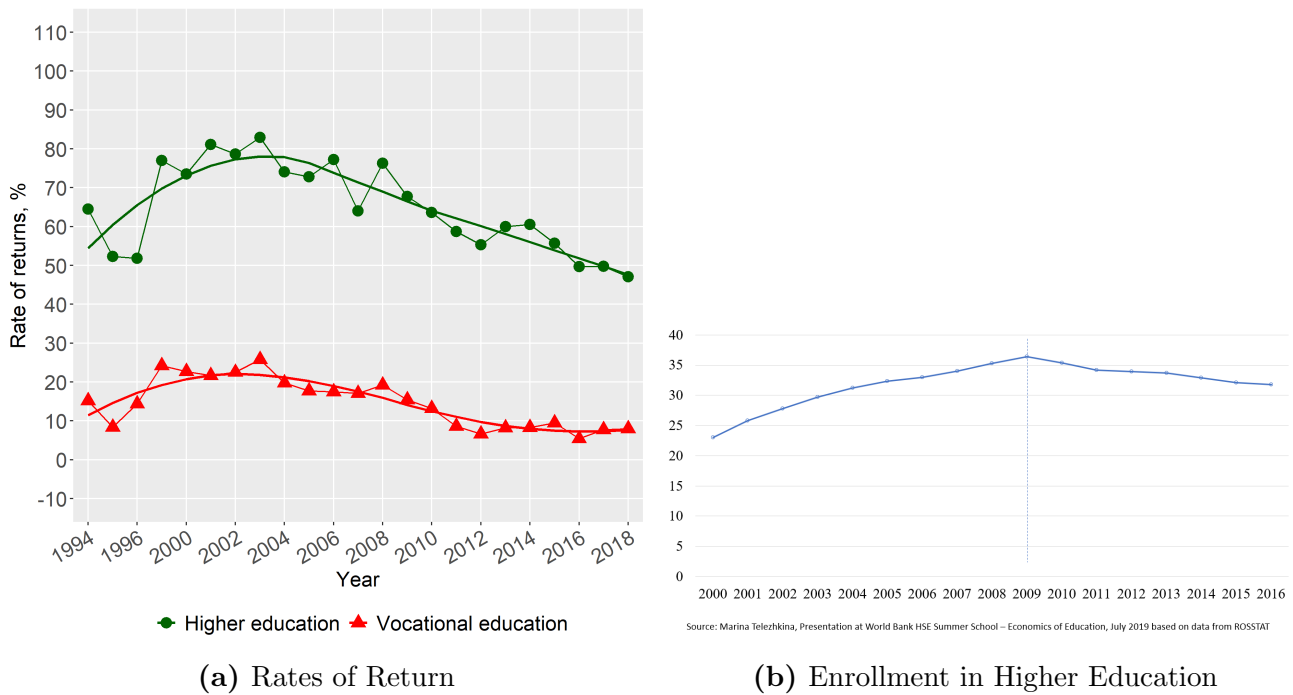 110
100
90
80
70
60
50
40
30
20
10
0
-10
Rate of returns, %
1994 1996 2000 2002 2004 2006 2008 2010 2012 2014 2016 2018
Year
Higher education Vocational education
(a) Rates of Return
40
35
30
25
20
15
10
5
0
2000 2001 2002 2003 2004 2005 2006 2007 2008 2009 2010 2011 2012 2013 2014 2015 2016
Source: Marina Telezhkina, Presentation at World Bank HSE Summer School – Economics of Education, July 2019 based on data from ROSSTAT
(b) Enrollment in Higher Education